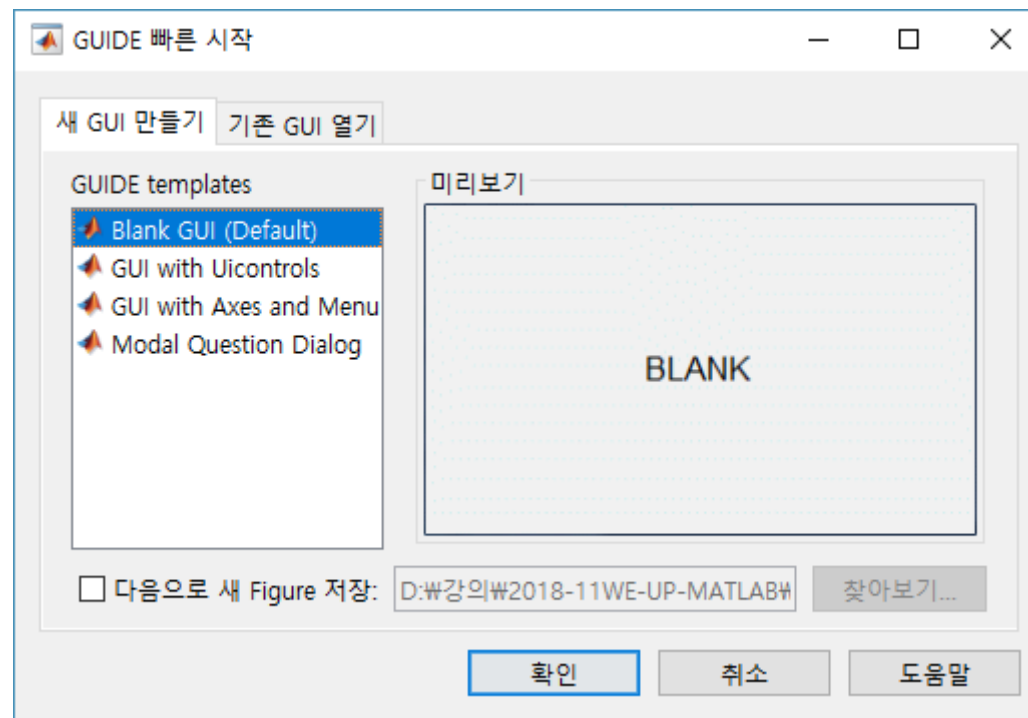 GUIDE 빠른 시작
새 GUI 만들기 기존 GUI 열기
GUIDE templates
Blank GUI (Default)
GUI with Uicontrols
GUI with Axes and Menu
Modal Question Dialog
미리보기
BLANK
다음으로 새 Figure 저장: D:₩강의₩2018-11WE-UP-MATLAB₩ 찾아보기...
확인 취소 도움말